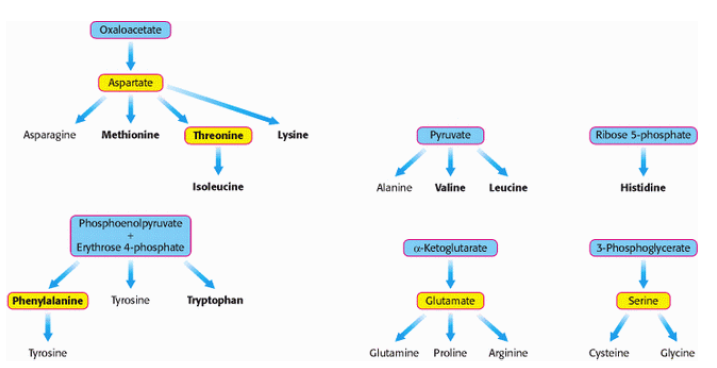 Oxaloacetate
Aspartate
Asparagine
Methionine
Threonine
Lysine
Isoleucine
Pyruvate
Alanine
Valine
Leucine
Ribose 5-phosphate
Histidine
Phosphoenolpyruvate
+
Erythrose 4-phosphate
Phenylalanine
Tyrosine
Tryptophan
Tyrosine
α-Ketoglutarate
Glutamate
Glutamine
Proline
Arginine
3-Phosphoglycerate
Serine
Cysteine
Glycine